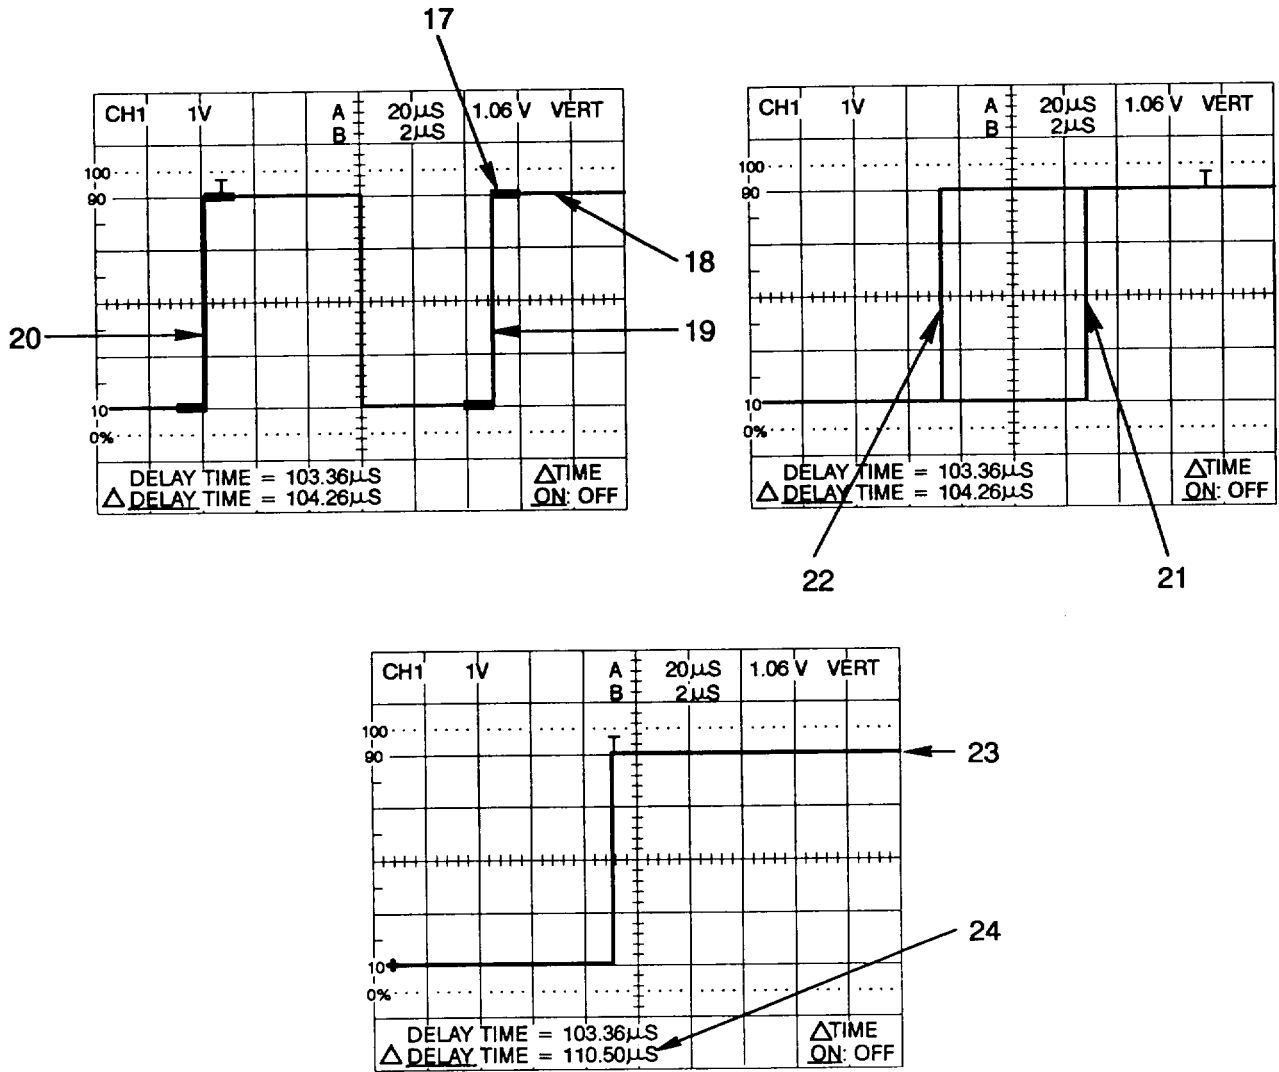 17
CH1 1V A 20µS 1.06 V VERT
B 2µS
100
90
18
20
19
10
0%
DELAY TIME = 103.36µS △TIME
△ DELAY TIME = 104.26µS ON: OFF
CH1 1V A 20µS 1.06 V VERT
B 2µS
100
90
10
0%
DELAY TIME = 103.36µS △TIME
△ DELAY TIME = 104.26µS ON: OFF
22
21
CH1 1V A 20µS 1.06 V VERT
B 2µS
100
90
23
24
10
0%
DELAY TIME = 103.36µS △TIME
△ DELAY TIME = 110.50µS ON: OFF